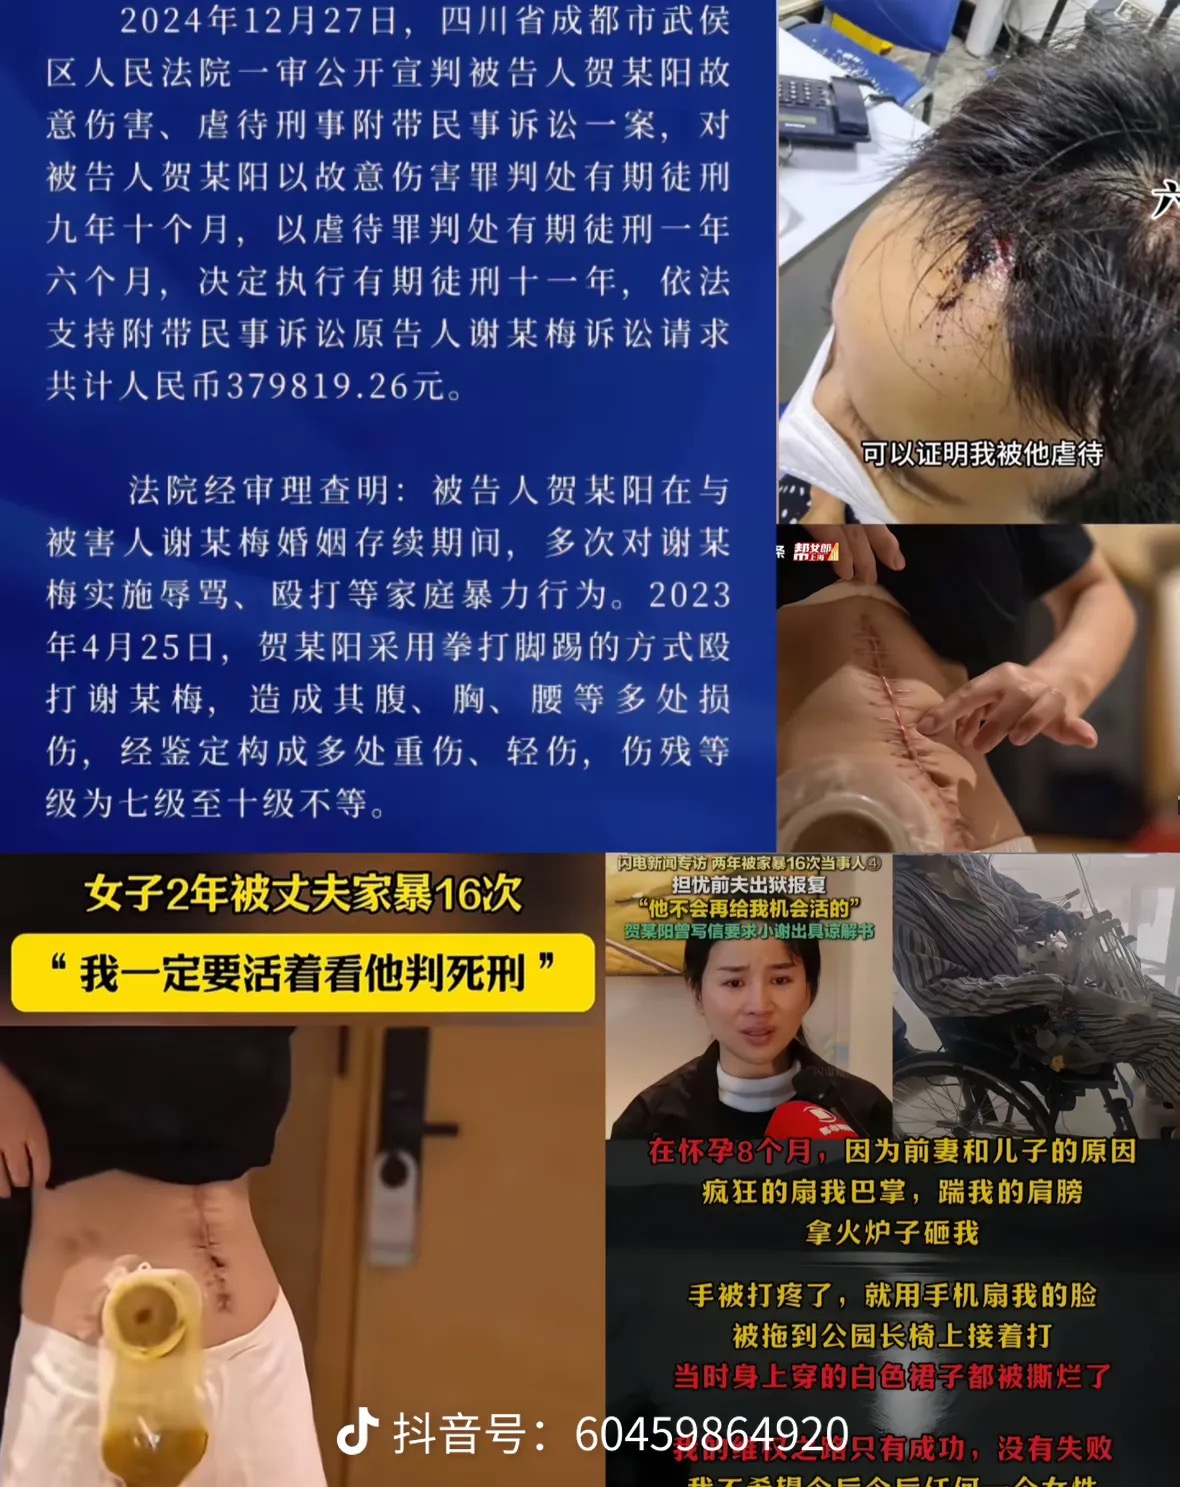 2024年12月27日，四川省成都市武侯
区人民法院一审公开宣判被告人贺某阳故
意伤害、虐待刑事附带民事诉讼一案，对
被告人贺某阳以故意伤害罪判处有期徒刑
九年十个月，以虐待罪判处有期徒刑一年
六个月，决定执行有期徒刑十一年，依法
支持附带民事诉讼原告人谢某梅诉讼请求
共计人民币379819.26元。
法院经审理查明：被告人贺某阳在与
被害人谢某梅婚姻存续期间，多次对谢某
梅实施辱骂、殴打等家庭暴力行为。2023
年4月25日，贺某阳采用拳打脚踢的方式殴
打谢某梅，造成其腹、胸、腰等多处损
伤，经鉴定构成多处重伤、轻伤，伤残等
级为七级至十级不等。
六
可以证明我被他虐待
条 帮女郎
上海
女子2年被丈夫家暴16次
“我一定要活着看他判死刑”
闪电新闻专访 两年被家暴16次当事人④
担忧前夫出狱报复
“他不会再给我机会活的”
贺某阳曾写信要求小谢出具谅解书
在怀孕8个月，因为前妻和儿子的原因
疯狂的扇我巴掌，踹我的肩膀
拿火炉子砸我
手被打疼了，就用手机扇我的脸
被拖到公园长椅上接着打
当时身上穿的白色裙子都被撕烂了
抖音号：60459864920
我的维权之路只有成功，没有失败
我不希望今后今后任何一个女性